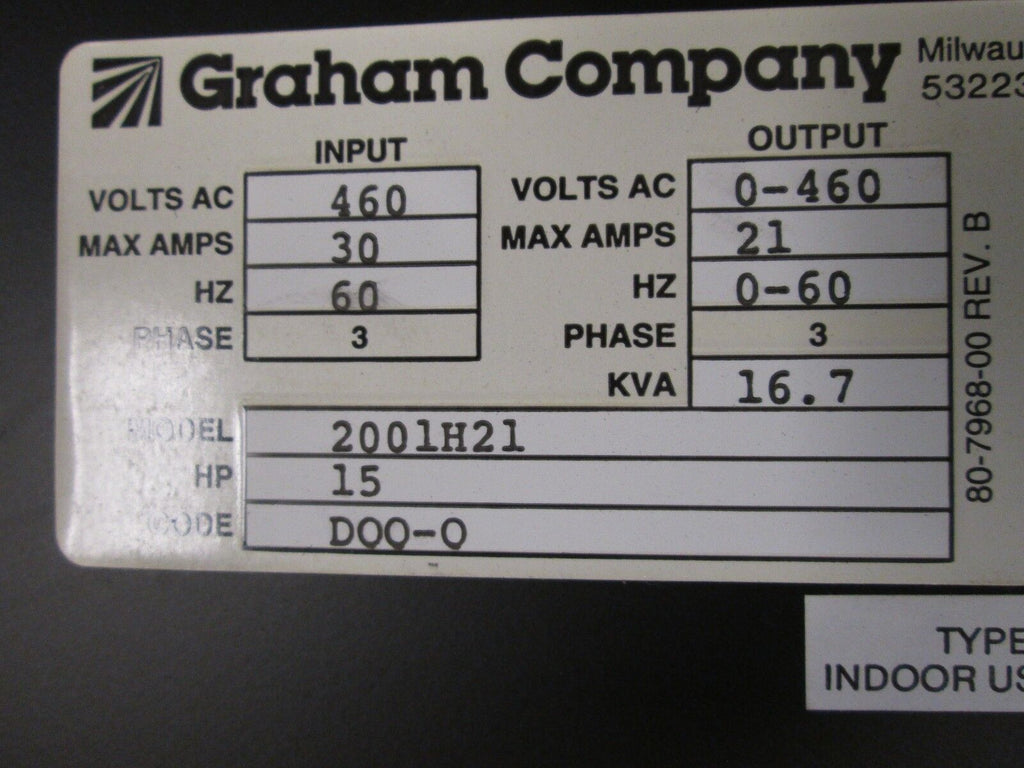 Graham Company
Milwau
53223
INPUT
VOLTS AC 460
MAX AMPS 30
HZ 60
PHASE 3
OUTPUT
VOLTS AC 0-460
MAX AMPS 21
HZ 0-60
PHASE 3
KVA 16.7
MODEL 2001H21
HP 15
CODE DOO-O
80-7968-00 REV. B
TYPE
INDOOR US